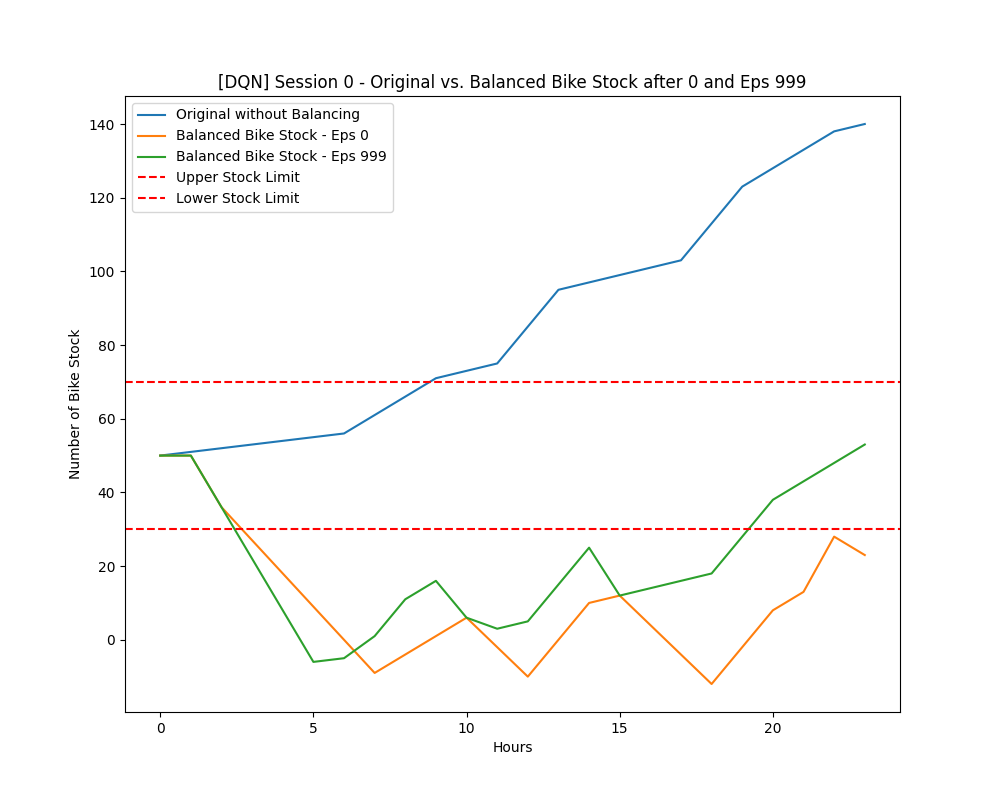 [DQN] Session 0 - Original vs. Balanced Bike Stock after 0 and Eps 999
Original without Balancing
Balanced Bike Stock - Eps 0
Balanced Bike Stock - Eps 999
Upper Stock Limit
Lower Stock Limit
140
120
100
80
60
40
20
0
Number of Bike Stock
0 5 10 15 20
Hours